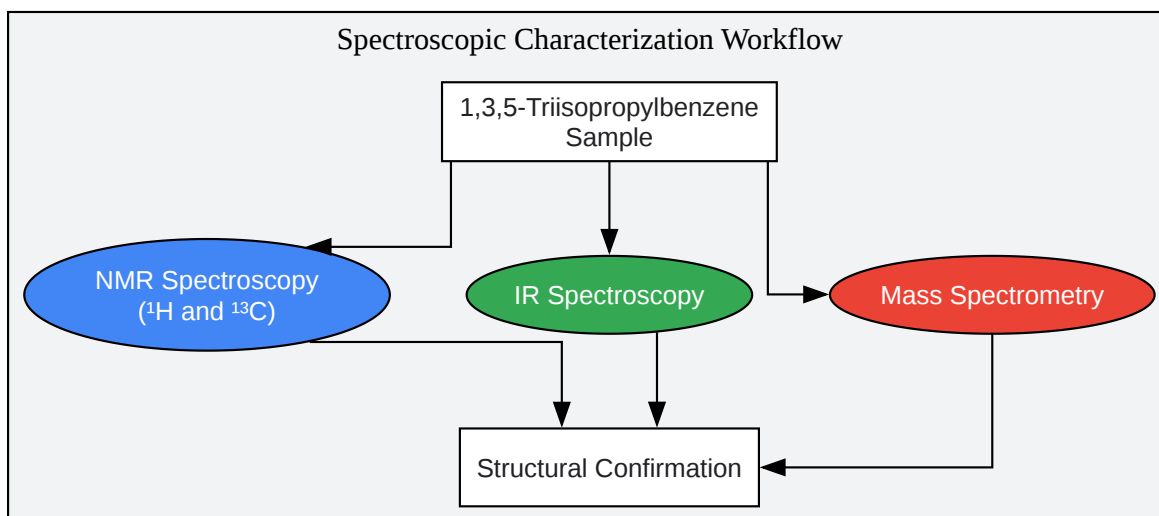 Spectroscopic Characterization Workflow
1,3,5-Triisopropylbenzene
Sample
NMR Spectroscopy
(¹H and ¹³C)
IR Spectroscopy
Mass Spectrometry
Structural Confirmation